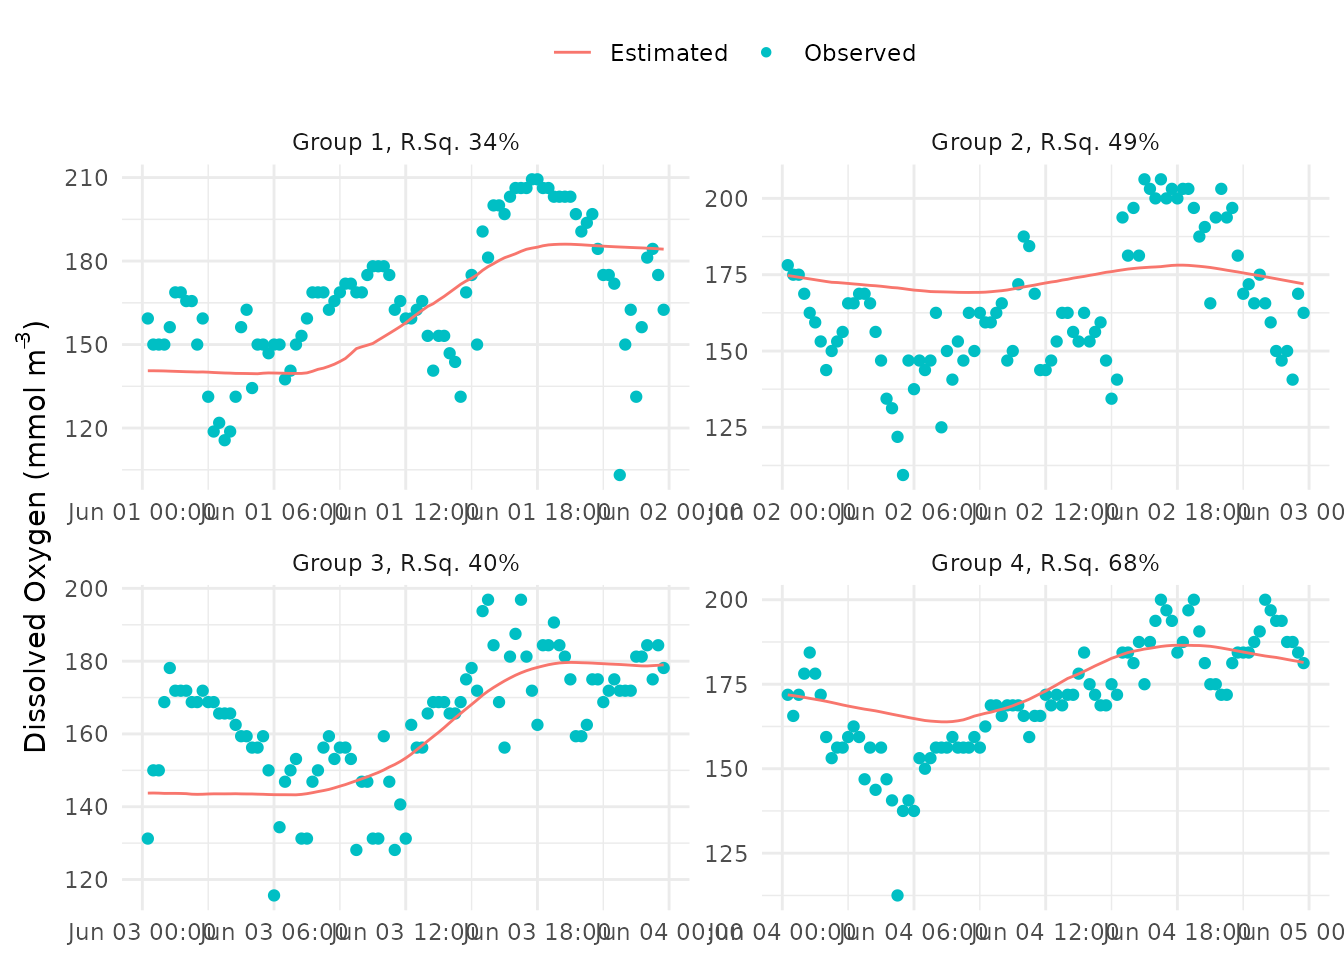 Estimated Observed
Group 1, R.Sq. 34%
210
180
150
120
Jun 01 00:00 Jun 01 06:00 Jun 01 12:00 Jun 01 18:00 Jun 02 00:00
Group 2, R.Sq. 49%
200
175
150
125
Jun 02 00:00 Jun 02 06:00 Jun 02 12:00 Jun 02 18:00 Jun 03 00
Dissolved Oxygen (mmol m⁻³)
Group 3, R.Sq. 40%
200
180
160
140
120
Jun 03 00:00 Jun 03 06:00 Jun 03 12:00 Jun 03 18:00 Jun 04 00:00
Group 4, R.Sq. 68%
200
175
150
125
Jun 04 00:00 Jun 04 06:00 Jun 04 12:00 Jun 04 18:00 Jun 05 00